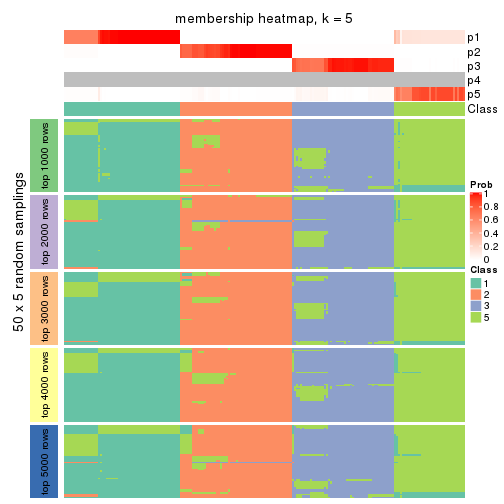 membership heatmap, k = 5
p1
p2
p3
p4
p5
Class
50 x 5 random samplings
top 1000 rows
top 2000 rows
top 3000 rows
top 4000 rows
top 5000 rows
Prob
1
0.8
0.6
0.4
0.2
0
Class
1
2
3
5